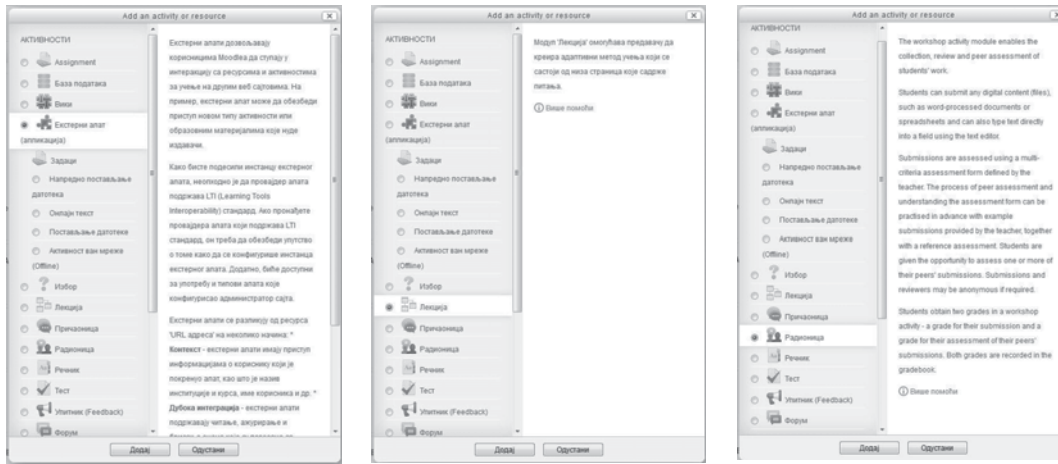 Add an activity or resource
АКТИВНОСТИ
Assignment
База података
Вики
Екстерни алат
(апликација)
Задаци
Напредно постављање
датотека
Онлајн текст
Постављање датотеке
Активност ван мреже
(Offline)
Избор
Лекција
Причаоница
Радионица
Речник
Тест
Упитник (Feedback)
Форум
Екстерни алати дозвољавају
корисницима Moodlea да ступају у
интеракцију са ресурсима и активностима
за учење на другим веб сајтовима. На
пример, екстерни алат може да обезбеди
приступ новом типу активности или
образовним материјалима које нуде
издавачи.
Како бисте подесили инстанцу екстерног
алата, неопходно је да провајдер алата
подржава LTI (Learning Tools
Interoperability) стандард. Ако пронађете
провајдера алата који подржава LTI
стандард, он треба да обезбеди упутство
о томе како да се конфигурише инстанца
екстерног алата. Додатно, биће доступни
за употребу и типови алата које
конфигурисао администратор сајта.
Екстерни алати се разликују од ресурса
'URL адреса' на неколико начина: *
Контекст - екстерни алати имају приступ
информацијама о кориснику који је
покренуо алат, као што је назив
институције и курса, име корисника и др. *
Дубока интеграција - екстерни алати
подржавају читање, ажурирање и
Додај
Одустани
Add an activity or resource
АКТИВНОСТИ
Assignment
База података
Вики
Екстерни алат
(апликација)
Задаци
Напредно постављање
датотека
Онлајн текст
Постављање датотеке
Активност ван мреже
(Offline)
Избор
Лекција
Причаоница
Радионица
Речник
Тест
Упитник (Feedback)
Форум
Модул 'Лекција' омогућава предавачу да
креира адаптивни метод учења који се
састоји од низа страница које садрже
питања.
Више помоћи
Додај
Одустани
Add an activity or resource
АКТИВНОСТИ
Assignment
База података
Вики
Екстерни алат
(апликација)
Задаци
Напредно постављање
датотека
Онлајн текст
Постављање датотеке
Активност ван мреже
(Offline)
Избор
Лекција
Причаоница
Радионица
Речник
Тест
Упитник (Feedback)
Форум
The workshop activity module enables the
collection, review and peer assessment of
students' work.
Students can submit any digital content (files),
such as word-processed documents or
spreadsheets and can also type text directly
into a field using the text editor.
Submissions are assessed using a multi-
criteria assessment form defined by the
teacher. The process of peer assessment and
understanding the assessment form can be
practised in advance with example
submissions provided by the teacher, together
with a reference assessment. Students are
given the opportunity to assess one or more of
their peers' submissions. Submissions and
reviewers may be anonymous if required.
Students obtain two grades in a workshop
activity - a grade for their submission and a
grade for their assessment of their peers'
submissions. Both grades are recorded in the
gradebook.
Више помоћи
Додај
Одустани